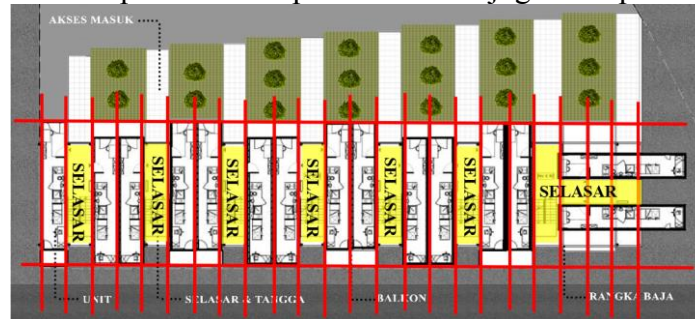 AKSES MASUK
SELASAR
SELASAR
SELASAR
SELASAR
SELASAR
SELASAR
SELASAR
UNIT
SELASAR & TANGGA
BALKON
RANGKA BAJA